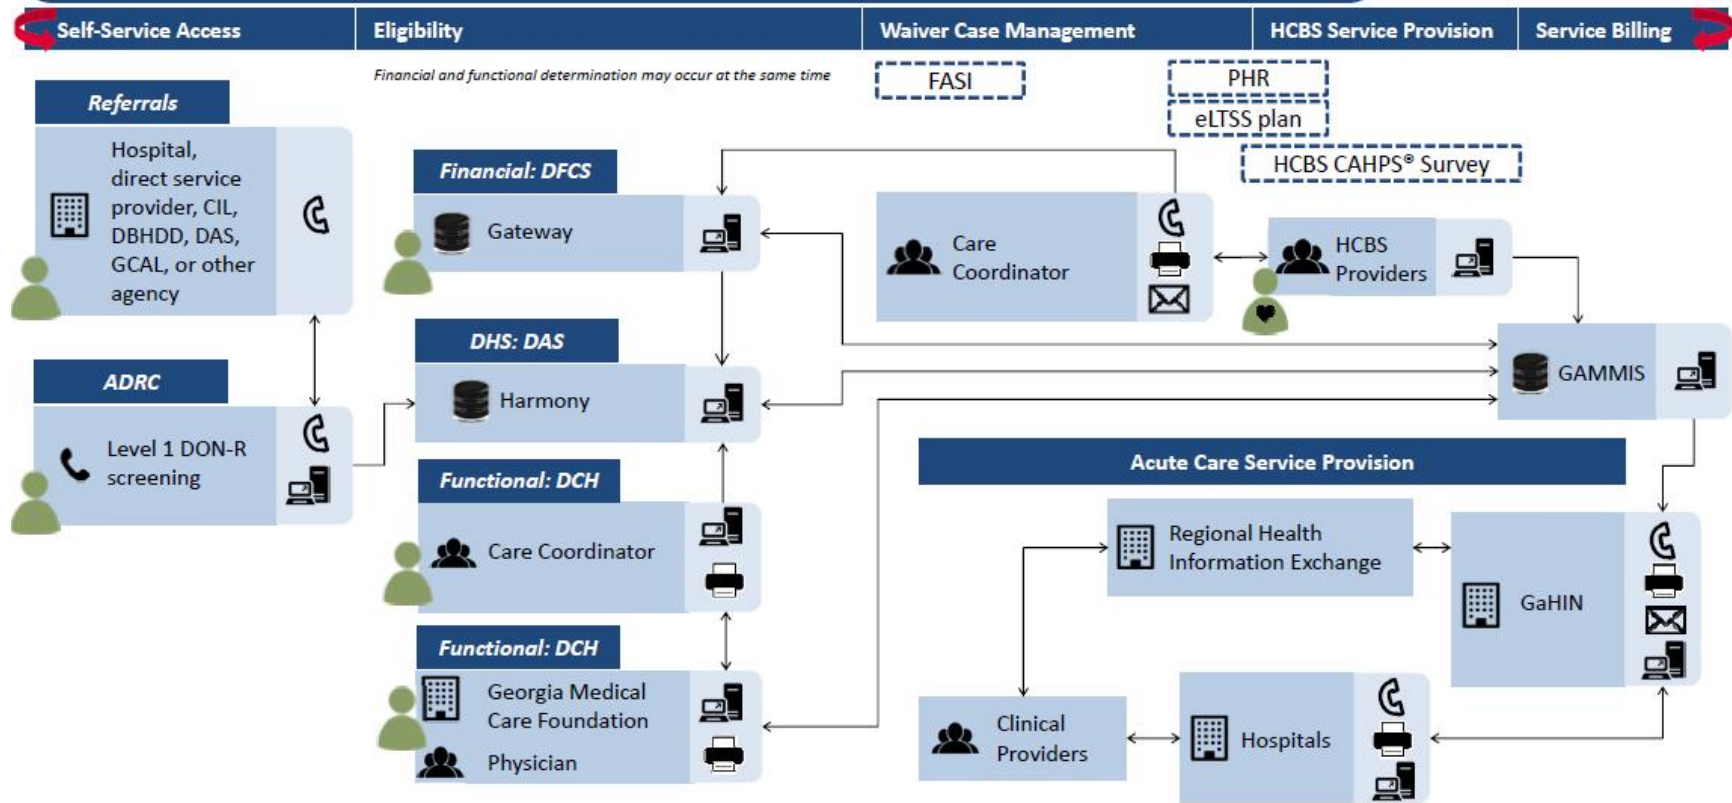 Self-Service Access
Eligibility
Waiver Case Management
HCBS Service Provision
Service Billing
Financial and functional determination may occur at the same time
FASI
PHR
eLTSS plan
HCBS CAHPS® Survey
Referrals
Hospital,
direct service
provider, CIL,
DBHDD, DAS,
GCAL, or other
agency
ADRC
Level 1 DON-R
screening
Financial: DFCS
Gateway
DHS: DAS
Harmony
Functional: DCH
Care Coordinator
Functional: DCH
Georgia Medical
Care Foundation
Physician
Care
Coordinator
HCBS
Providers
GAMMIS
Acute Care Service Provision
Regional Health
Information Exchange
GaHIN
Clinical
Providers
Hospitals